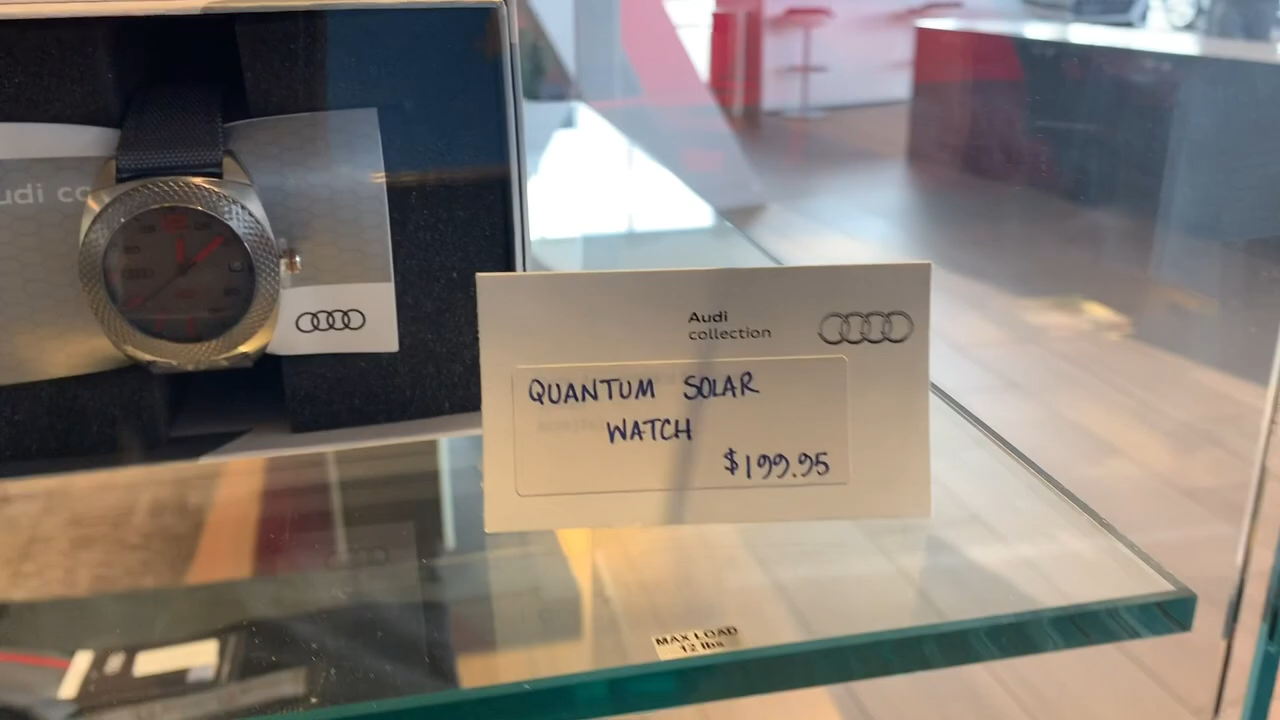 udi co
Audi
collection
QUANTUM SOLAR
WATCH
$199.95
MAX LOAD
12 lbs